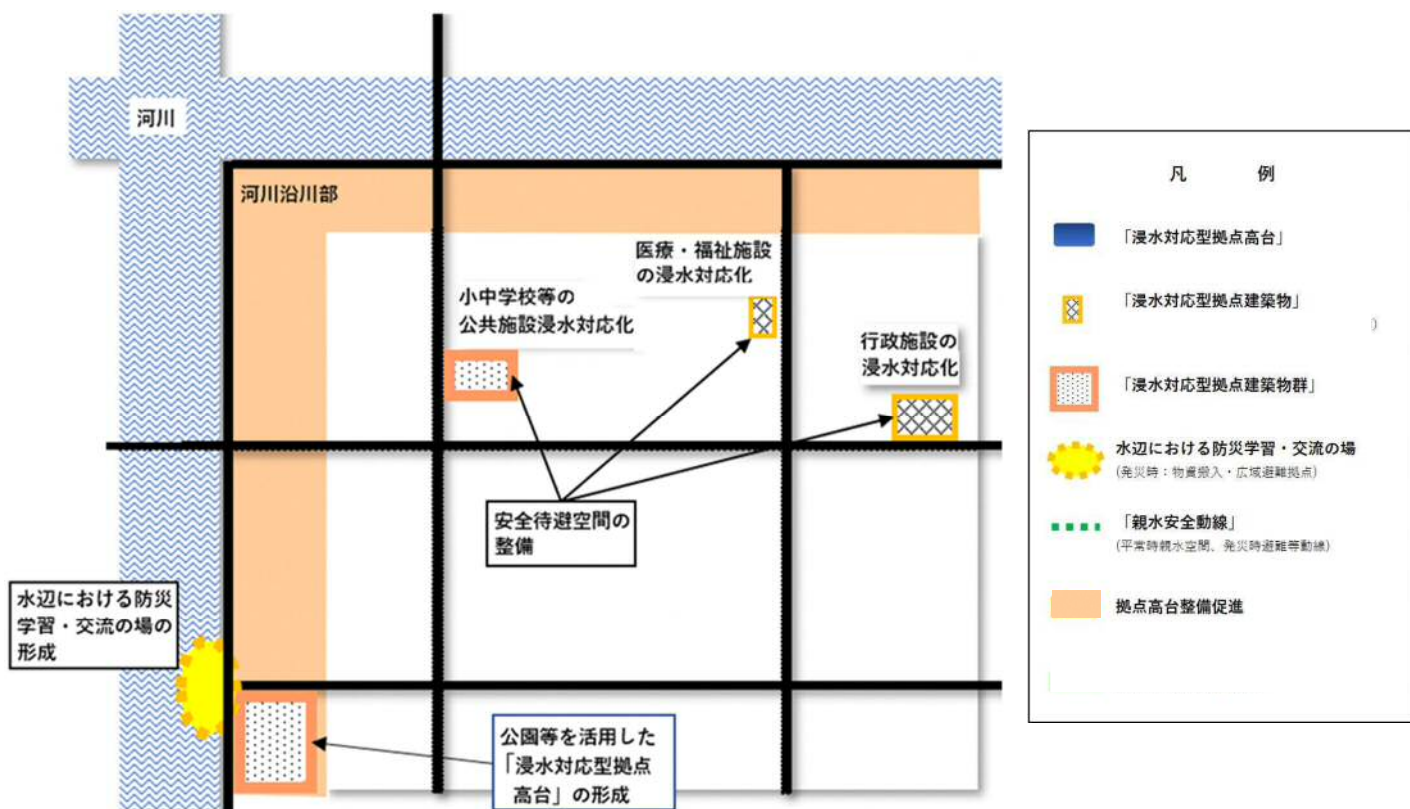 河川
河川沿川部
医療・福祉施設
の浸水対応化
小中学校等の
公共施設浸水対応化
行政施設の
浸水対応化
安全待避空間の
整備
水辺における防災
学習・交流の場の
形成
公園等を活用した
「浸水対応型拠点
高台」の形成
凡 例
「浸水対応型拠点高台」
「浸水対応型拠点建築物」
)
「浸水対応型拠点建築物群」
水辺における防災学習・交流の場
(発災時：物資搬入・広域避難拠点)
「親水安全動線」
(平常時親水空間、発災時避難等動線)
拠点高台整備促進